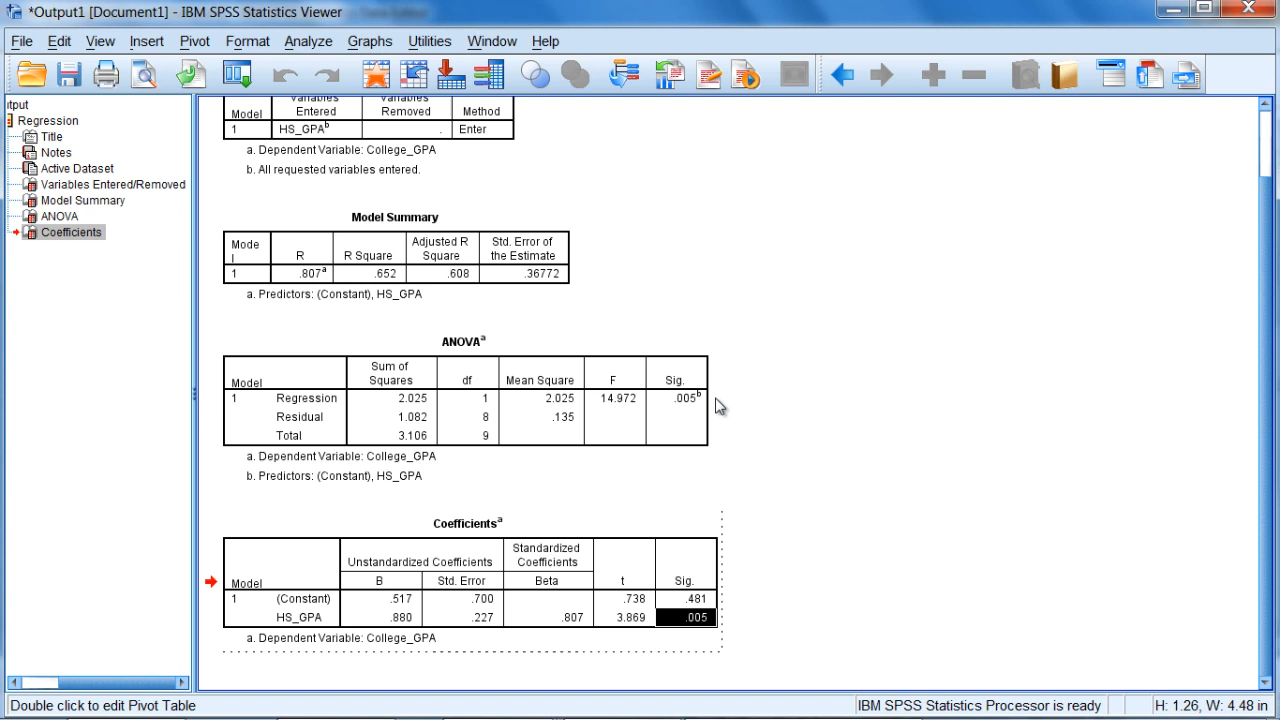 *Output1 [Document1] - IBM SPSS Statistics Viewer
File Edit View Insert Pivot Format Analyze Graphs Utilities Window Help
tput
Regression
Title
Notes
Active Dataset
Variables Entered/Removed
Model Summary
ANOVA
Coefficients
Variables Variables
Model Entered Removed Method
1 HS_GPAb . Enter
a. Dependent Variable: College_GPA
b. All requested variables entered.
Model Summary
Mode Adjusted R Std. Error of
l R R Square Square the Estimate
1 .807a .652 .608 .36772
a. Predictors: (Constant), HS_GPA
ANOVAa
Sum of
Model Squares df Mean Square F Sig.
1 Regression 2.025 1 2.025 14.972 .005b
Residual 1.082 8 .135
Total 3.106 9
a. Dependent Variable: College_GPA
b. Predictors: (Constant), HS_GPA
Coefficientsa
Standardized
Unstandardized Coefficients Coefficients
Model B Std. Error Beta t Sig.
1 (Constant) .517 .700 .738 .481
HS_GPA .880 .227 .807 3.869 .005
a. Dependent Variable: College_GPA
Double click to edit Pivot Table IBM SPSS Statistics Processor is ready H: 1.26, W: 4.48 in